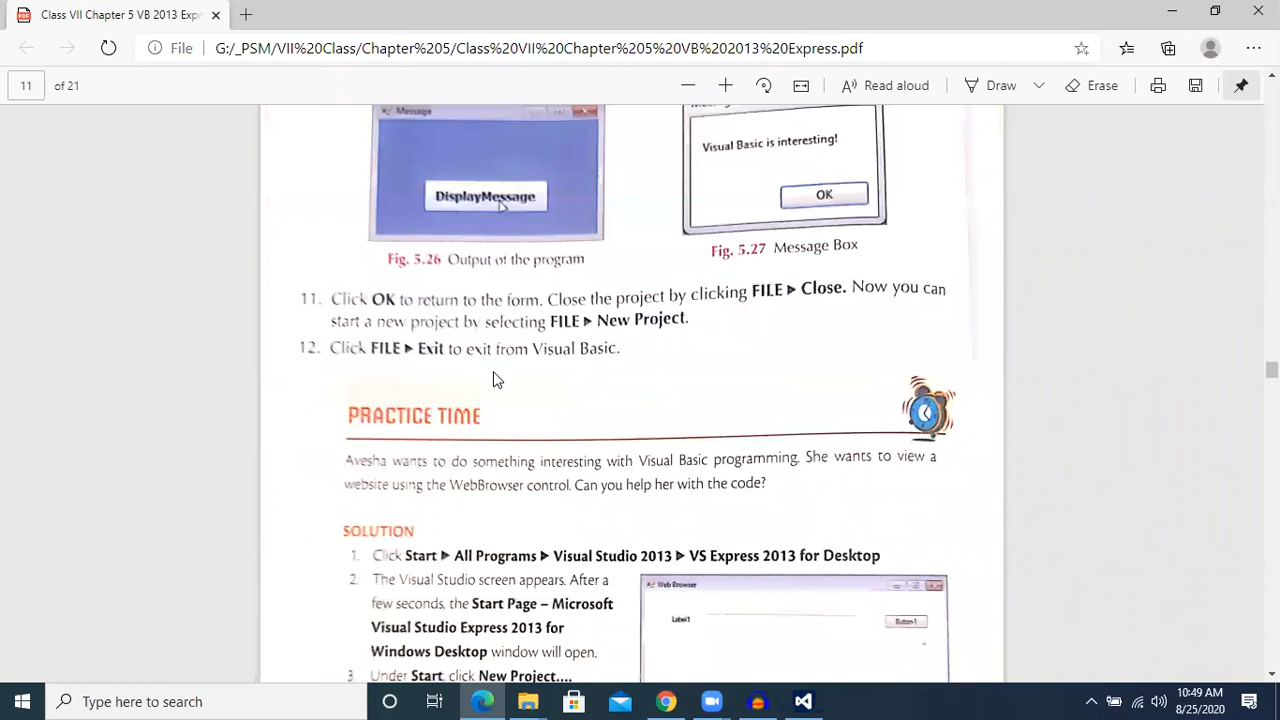 Class VII Chapter 5 VB 2013 Expr
File
G:/_PSM/VII%20Class/Chapter%205/Class%20VII%20Chapter%205%20VB%202013%20Express.pdf
11 of 21
Read aloud
Draw
Erase
Message
Visual Basic is interesting!
DisplayMessage
OK
Fig. 5.26 Output of the program
Fig. 5.27 Message Box
11. Click OK to return to the form. Close the project by clicking FILE ▸ Close. Now you can
start a new project by selecting FILE ▸ New Project.
12. Click FILE ▸ Exit to exit from Visual Basic.
PRACTICE TIME
Ayesha wants to do something interesting with Visual Basic programming. She wants to view a
website using the WebBrowser control. Can you help her with the code?
SOLUTION
1. Click Start ▸ All Programs ▸ Visual Studio 2013 ▸ VS Express 2013 for Desktop
2. The Visual Studio screen appears. After a
few seconds, the Start Page – Microsoft
Visual Studio Express 2013 for
Windows Desktop window will open.
3 Under Start, click New Project....
Web Browser
Label1
Button1
Type here to search
10:49 AM
8/25/2020